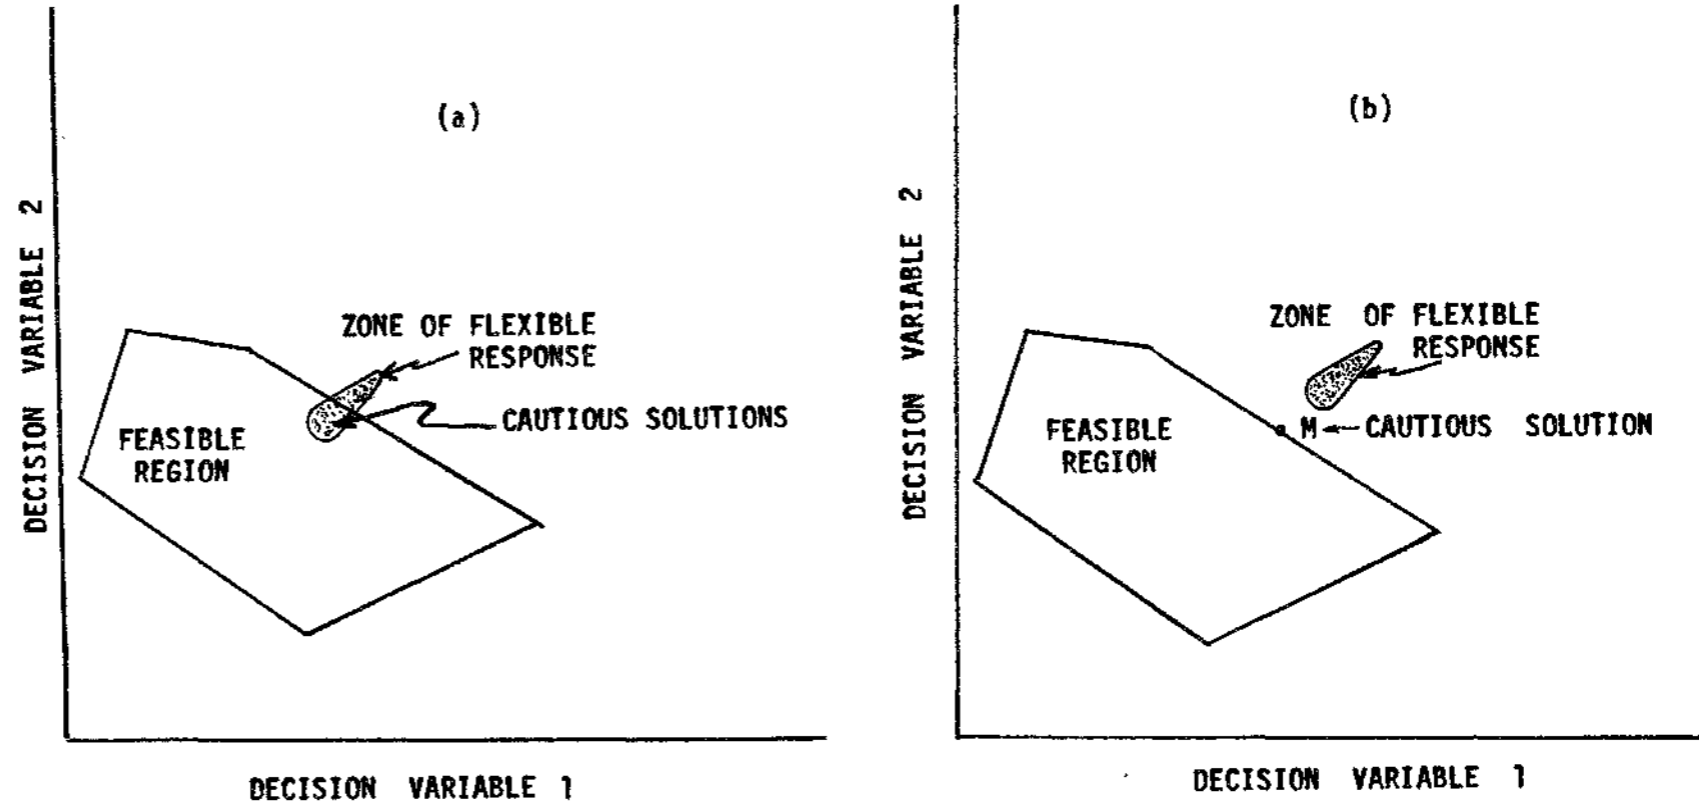 (a)
DECISION VARIABLE 2
ZONE OF FLEXIBLE
RESPONSE
CAUTIOUS SOLUTIONS
FEASIBLE
REGION
DECISION VARIABLE 1
(b)
DECISION VARIABLE 2
ZONE OF FLEXIBLE
RESPONSE
M
CAUTIOUS SOLUTION
FEASIBLE
REGION
DECISION VARIABLE 1